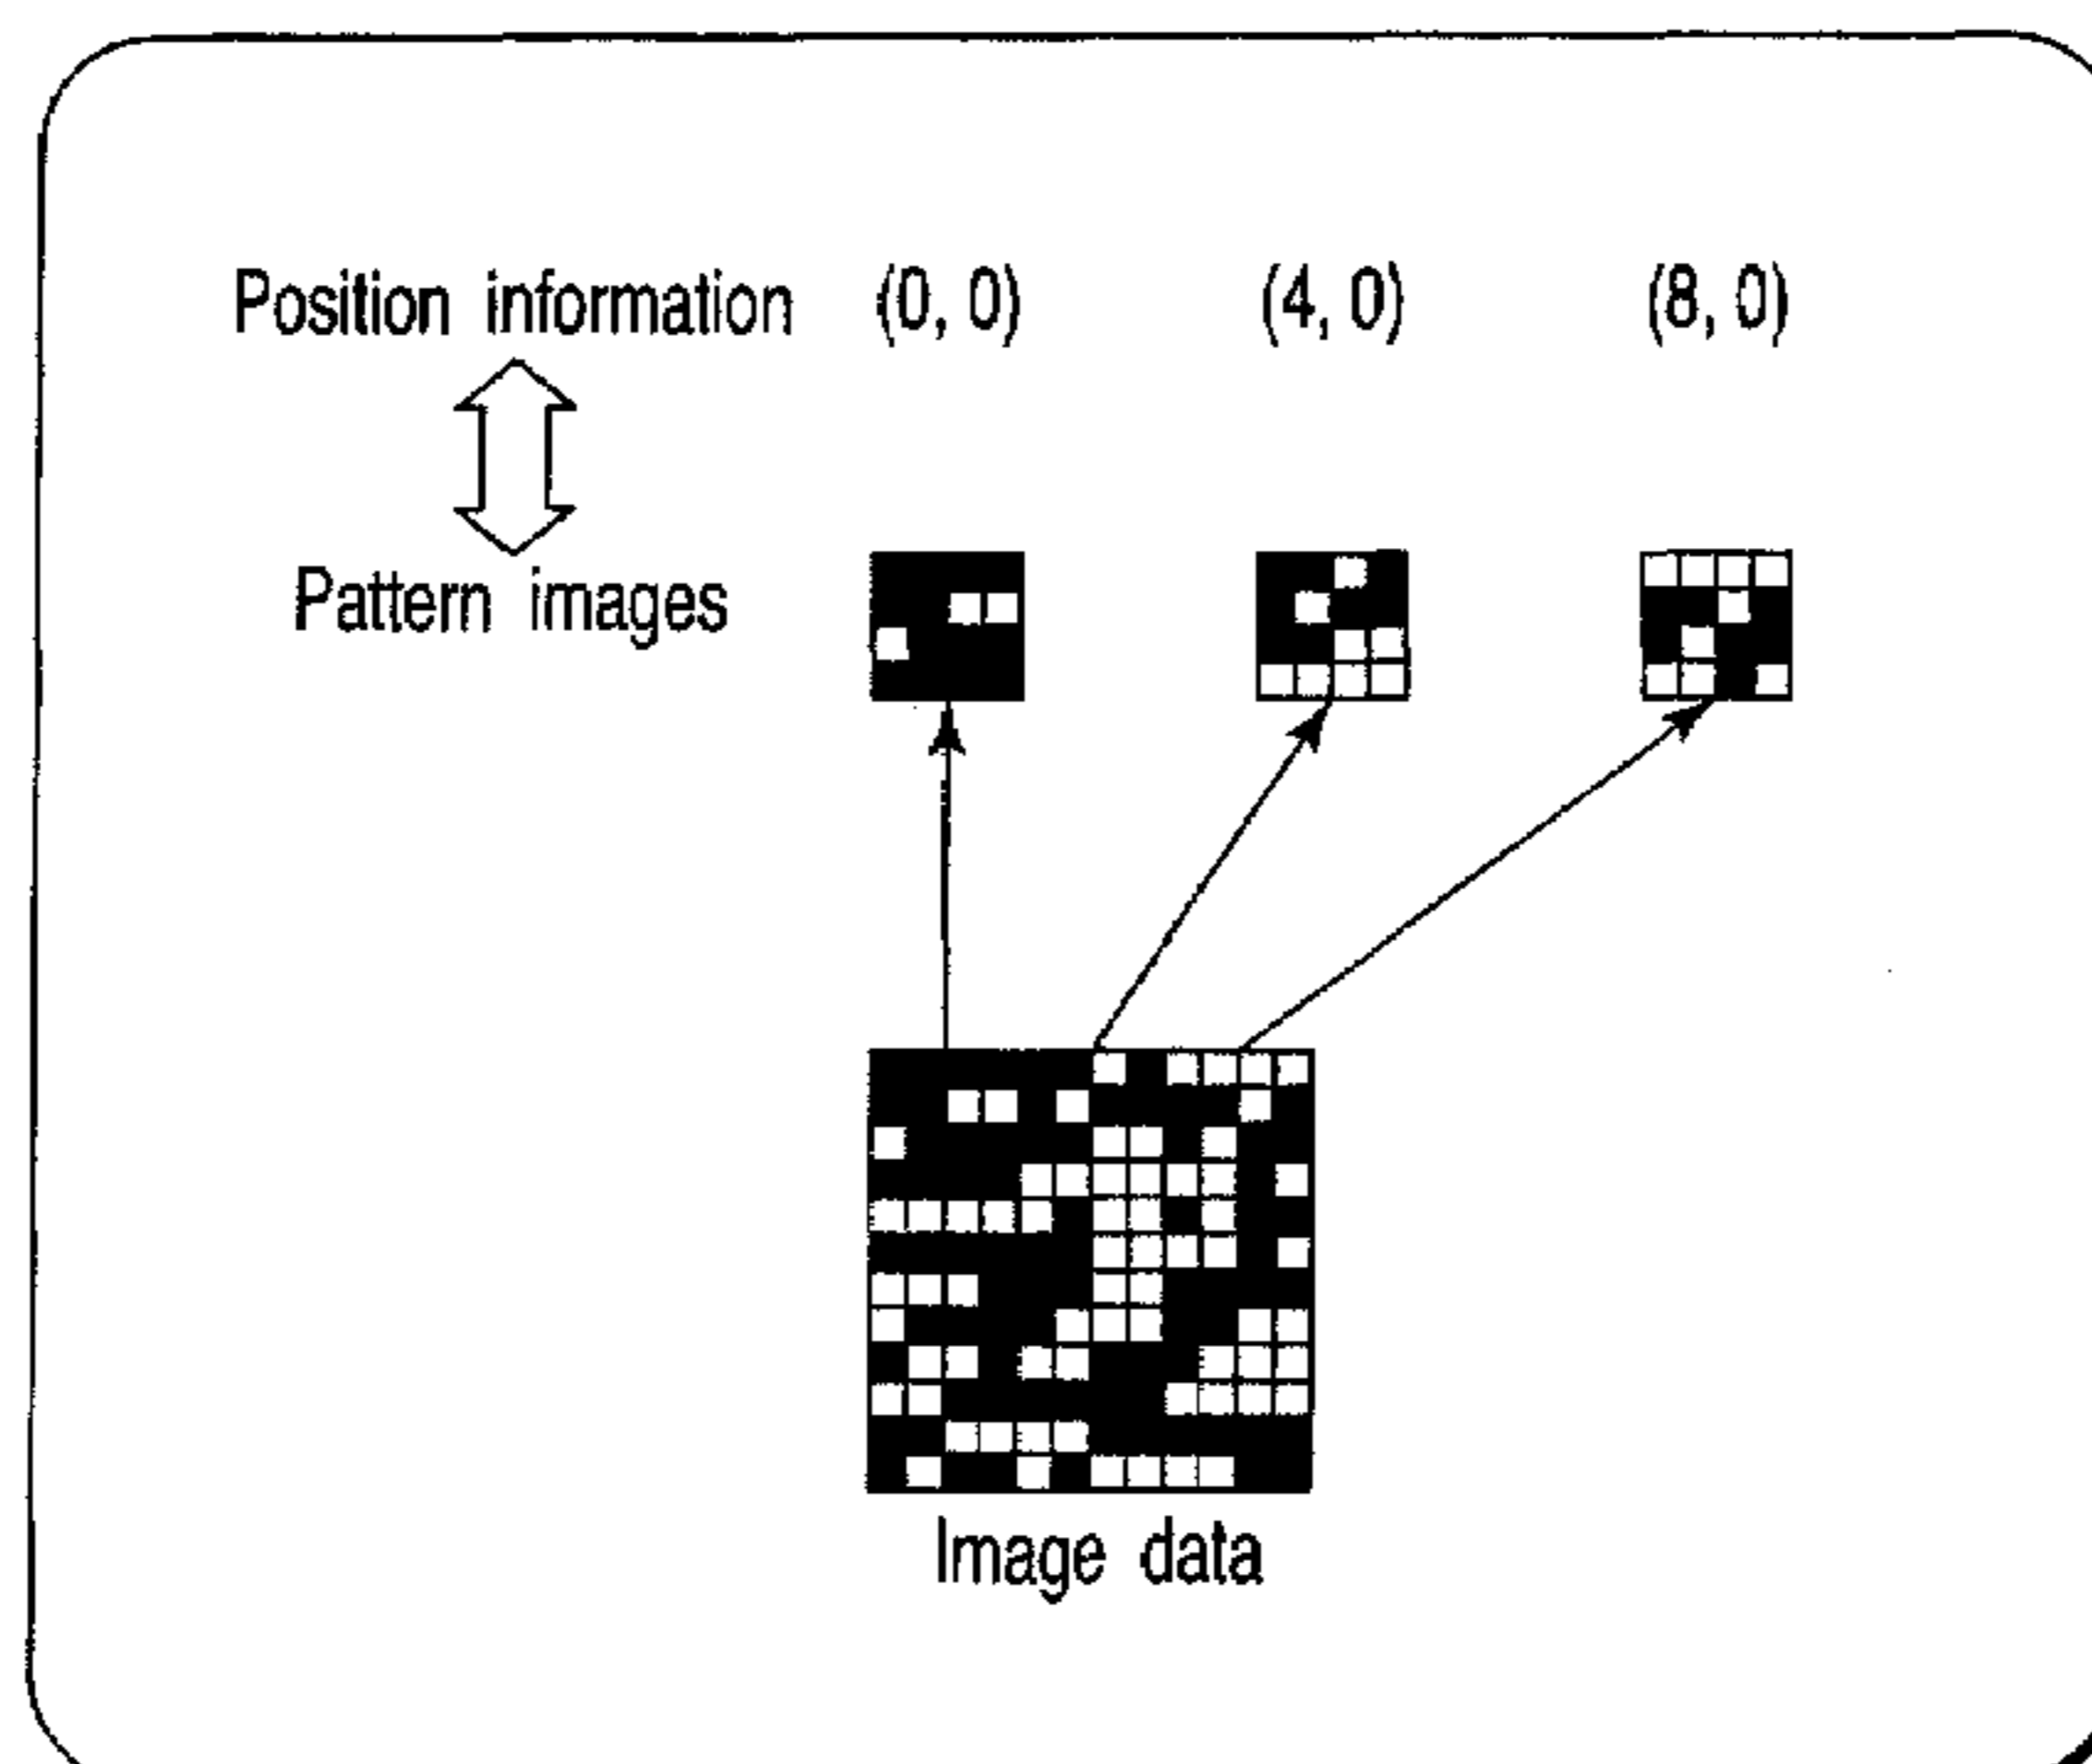 Position information (0, 0) (4, 0) (8, 0)
Pattern images
Image data